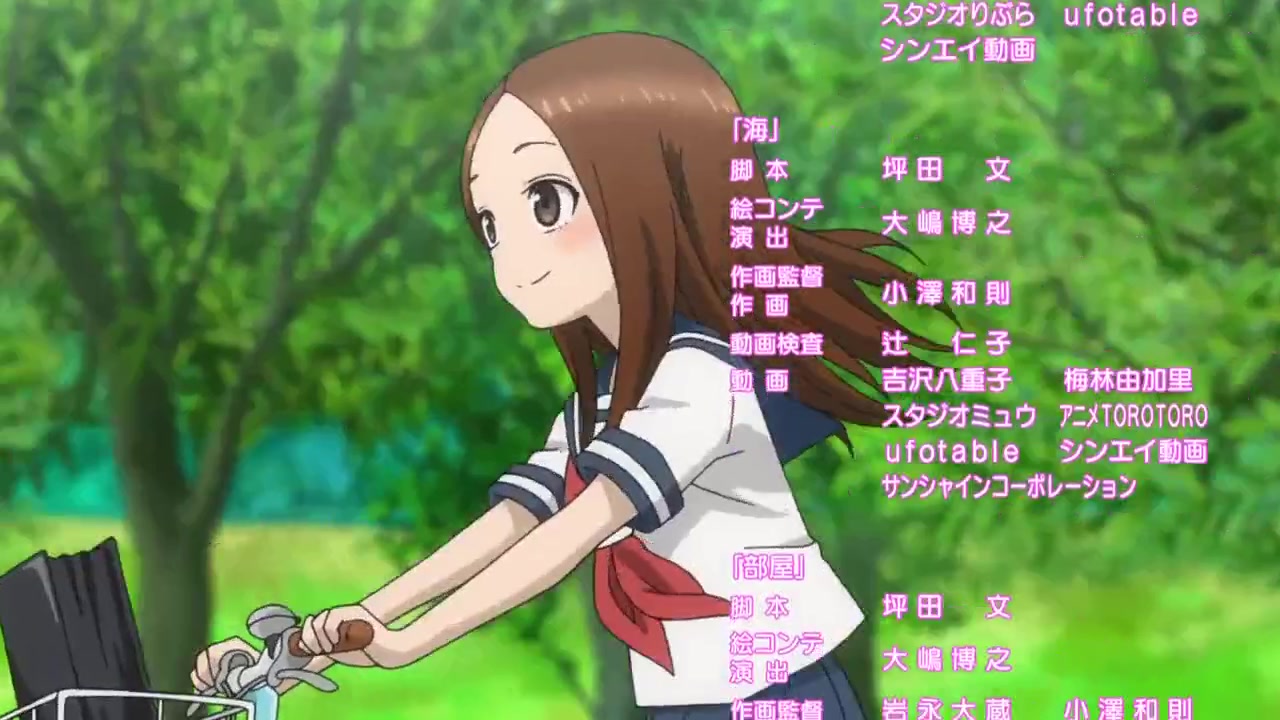 スタジオりぷら ufotable
シンエイ動画
「海」
脚本 坪田 文
絵コンテ
演出 大嶋博之
作画監督
作画 小澤和則
動画検査 辻 仁子
動画 吉沢八重子 梅林由加里
スタジオミュウ アニメTOROTORO
ufotable シンエイ動画
サンシャインコーポレーション
「部屋」
脚本 坪田 文
絵コンテ
演出 大嶋博之
作画監督 岩永大蔵 小澤和則